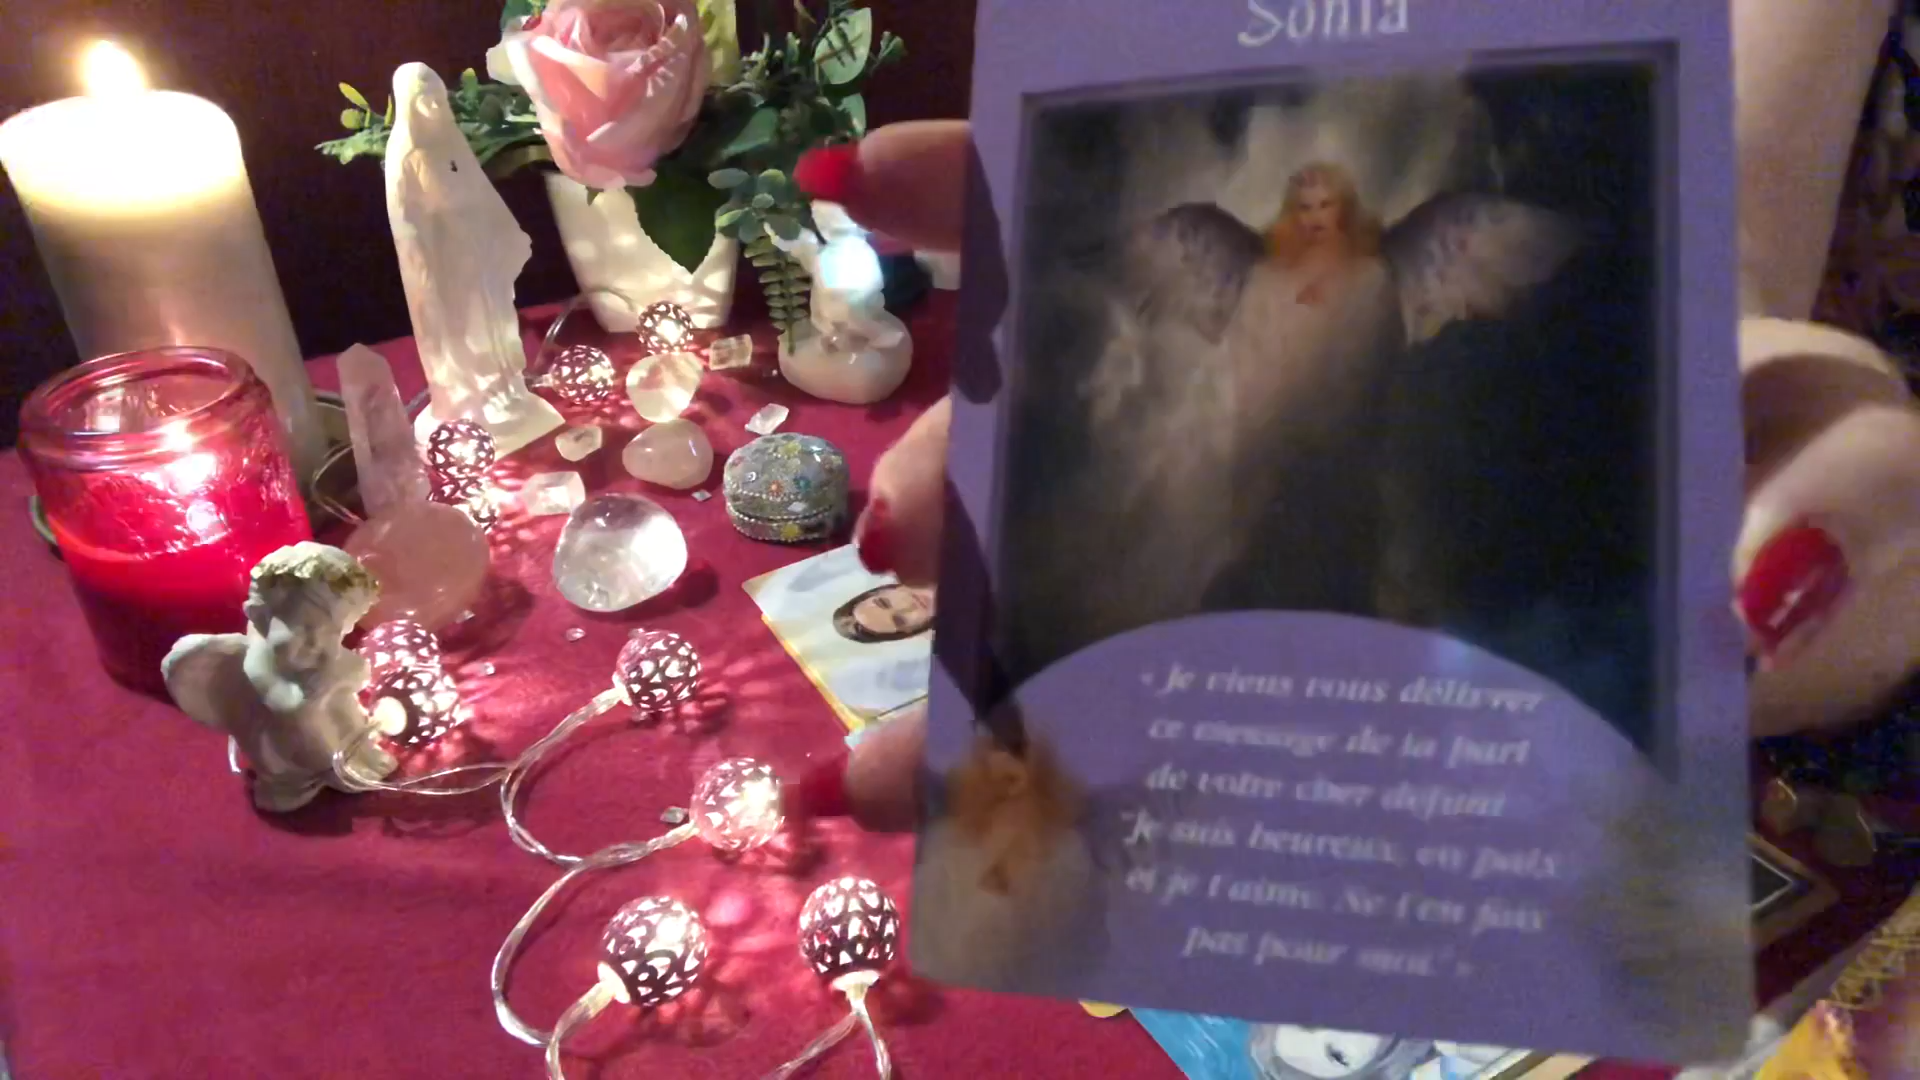 Sonia
« Je viens vous délivrer
ce message de la part
de votre cher défunt
"Je suis heureux, en paix
et je t'aime. Ne t'en fais
pas pour moi." »